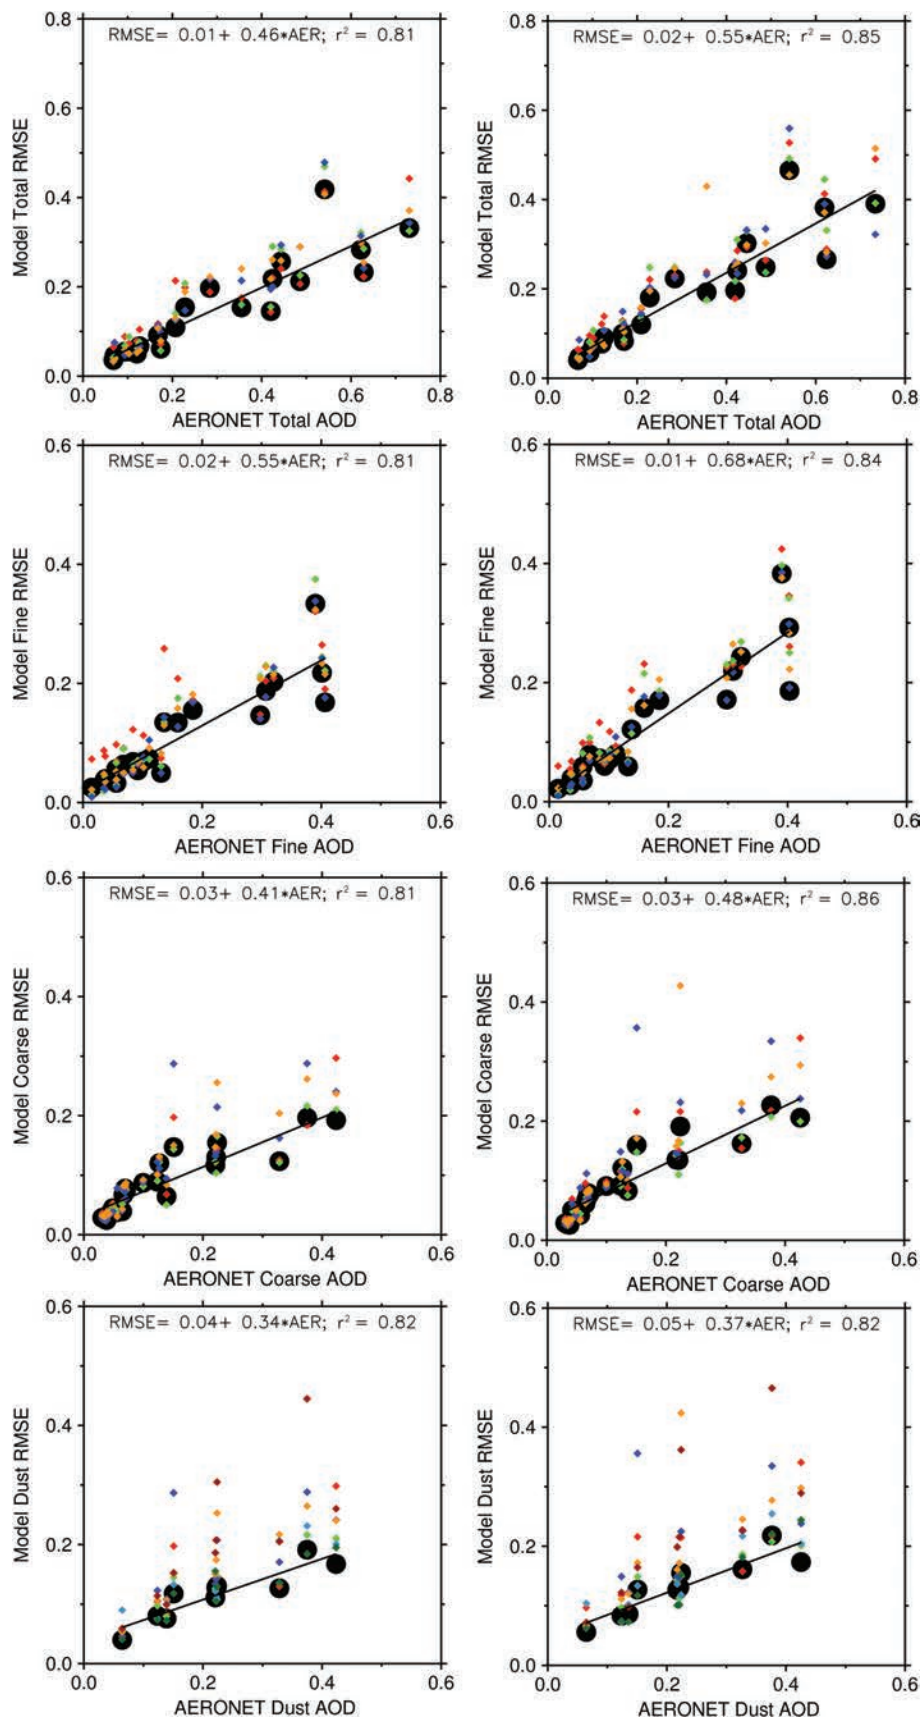 0.8
0.6
0.4
0.2
0.0
Model Total RMSE
RMSE= 0.01+ 0.46*AER; r² = 0.81
0.0 0.2 0.4 0.6 0.8
AERONET Total AOD
0.8
0.6
0.4
0.2
0.0
Model Total RMSE
RMSE= 0.02+ 0.55*AER; r² = 0.85
0.0 0.2 0.4 0.6 0.8
AERONET Total AOD
0.6
0.4
0.2
0.0
Model Fine RMSE
RMSE= 0.02+ 0.55*AER; r² = 0.81
0.0 0.2 0.4 0.6
AERONET Fine AOD
0.6
0.4
0.2
0.0
Model Fine RMSE
RMSE= 0.01+ 0.68*AER; r² = 0.84
0.0 0.2 0.4 0.6
AERONET Fine AOD
0.6
0.4
0.2
0.0
Model Coarse RMSE
RMSE= 0.03+ 0.41*AER; r² = 0.81
0.0 0.2 0.4 0.6
AERONET Coarse AOD
0.6
0.4
0.2
0.0
Model Coarse RMSE
RMSE= 0.03+ 0.48*AER; r² = 0.86
0.0 0.2 0.4 0.6
AERONET Coarse AOD
0.6
0.4
0.2
0.0
Model Dust RMSE
RMSE= 0.04+ 0.34*AER; r² = 0.82
0.0 0.2 0.4 0.6
AERONET Dust AOD
0.6
0.4
0.2
0.0
Model Dust RMSE
RMSE= 0.05+ 0.37*AER; r² = 0.82
0.0 0.2 0.4 0.6
AERONET Dust AOD